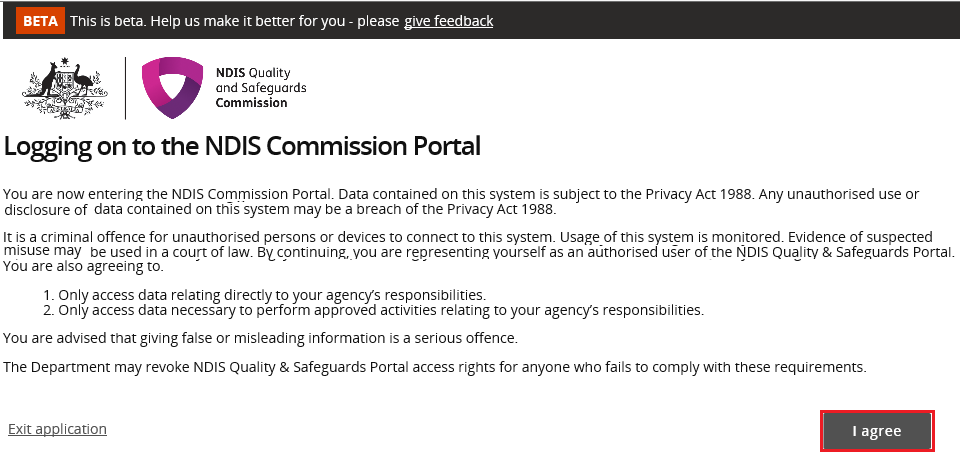 BETA This is beta. Help us make it better for you - please give feedback
NDIS Quality
and Safeguards
Commission
Logging on to the NDIS Commission Portal
You are now entering the NDIS Commission Portal. Data contained on this system is subject to the Privacy Act 1988. Any unauthorised use or
disclosure of data contained on this system may be a breach of the Privacy Act 1988.
It is a criminal offence for unauthorised persons or devices to connect to this system. Usage of this system is monitored. Evidence of suspected
misuse may be used in a court of law. By continuing, you are representing yourself as an authorised user of the NDIS Quality & Safeguards Portal.
You are also agreeing to.
1. Only access data relating directly to your agency’s responsibilities.
2. Only access data necessary to perform approved activities relating to your agency’s responsibilities.
You are advised that giving false or misleading information is a serious offence.
The Department may revoke NDIS Quality & Safeguards Portal access rights for anyone who fails to comply with these requirements.
Exit application
I agree